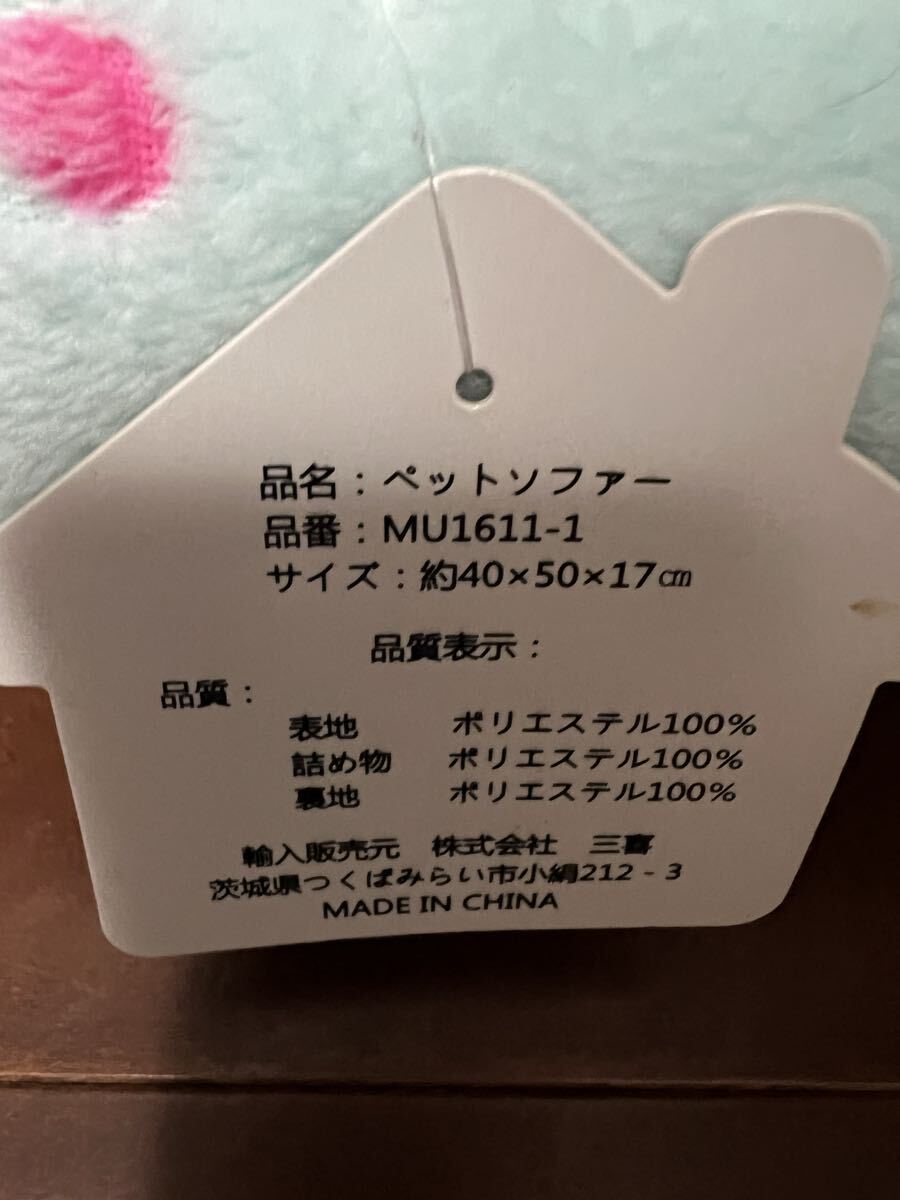 品名：ペットソファー
品番：MU1611-1
サイズ：約40×50×17㎝
品質表示：
品質：
表地 ポリエステル100%
詰め物 ポリエステル100%
裏地 ポリエステル100%
輸入販売元 株式会社 三喜
茨城県つくばみらい市小絹212 - 3
MADE IN CHINA